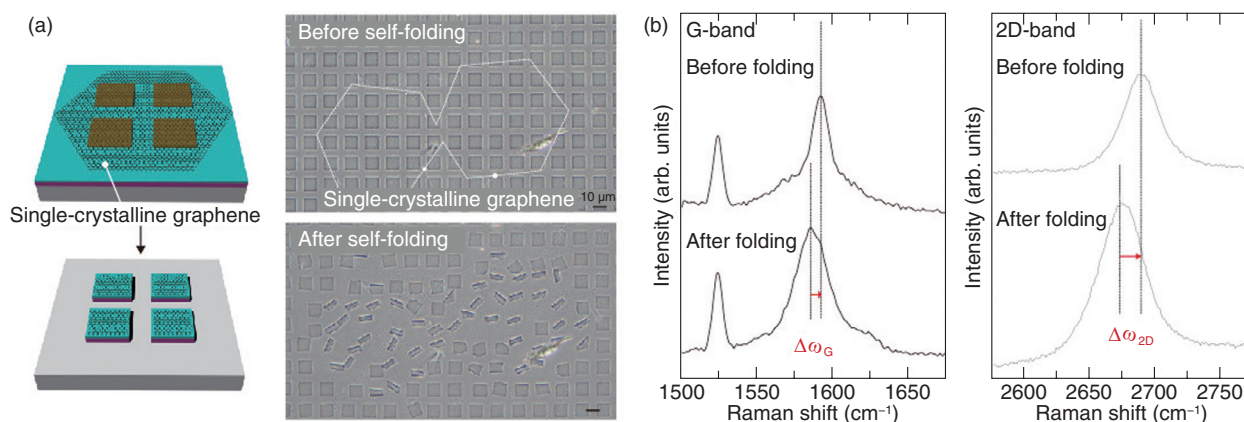 (a)
Before self-folding
Single-crystalline graphene
10 μm
Single-crystalline graphene
After self-folding
(b)
G-band
Before folding
After folding
Δω_G
Intensity (arb. units)
1500 1550 1600 1650
Raman shift (cm⁻¹)
2D-band
Before folding
After folding
Δω_2D
Intensity (arb. units)
2600 2650 2700 2750
Raman shift (cm⁻¹)